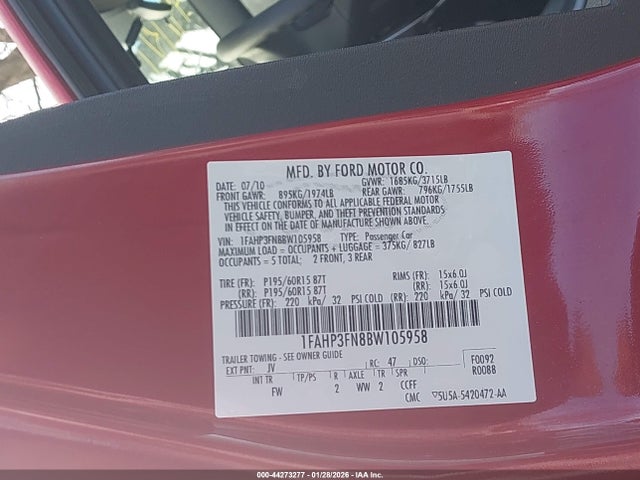 MFD. BY FORD MOTOR CO.
DATE: 07/10 GVWR: 1685KG/3715LB
FRONT GAWR: 895KG/1974LB REAR GAWR: 796KG/1755LB
THIS VEHICLE CONFORMS TO ALL APPLICABLE FEDERAL MOTOR
VEHICLE SAFETY, BUMPER, AND THEFT PREVENTION STANDARDS
IN EFFECT ON THE DATE OF MANUFACTURE SHOWN ABOVE.
VIN: 1FAHP3FN8BW105958 TYPE: Passenger Car
MAXIMUM LOAD = OCCUPANTS + LUGGAGE = 375KG/ 827LB
OCCUPANTS = 5 TOTAL; 2 FRONT, 3 REAR
TIRE (FR): P195/60R15 87T RIMS (FR): 15x6.0J
(RR): P195/60R15 87T (RR): 15x6.0J
PRESSURE (FR): 220 kPa/ 32 PSI COLD (RR): 220 kPa/ 32 PSI COLD
1FAHP3FN8BW105958
TRAILER TOWING - SEE OWNER GUIDE
EXT PNT: JV RC: 47 DSO: F0092
R0088
INT TR TP/PS R AXLE TR SPR
FW 2 WW 2 CCFF
CMC 5U5A-5420472-AA
000-44273277 - 01/28/2026 - IAA Inc.